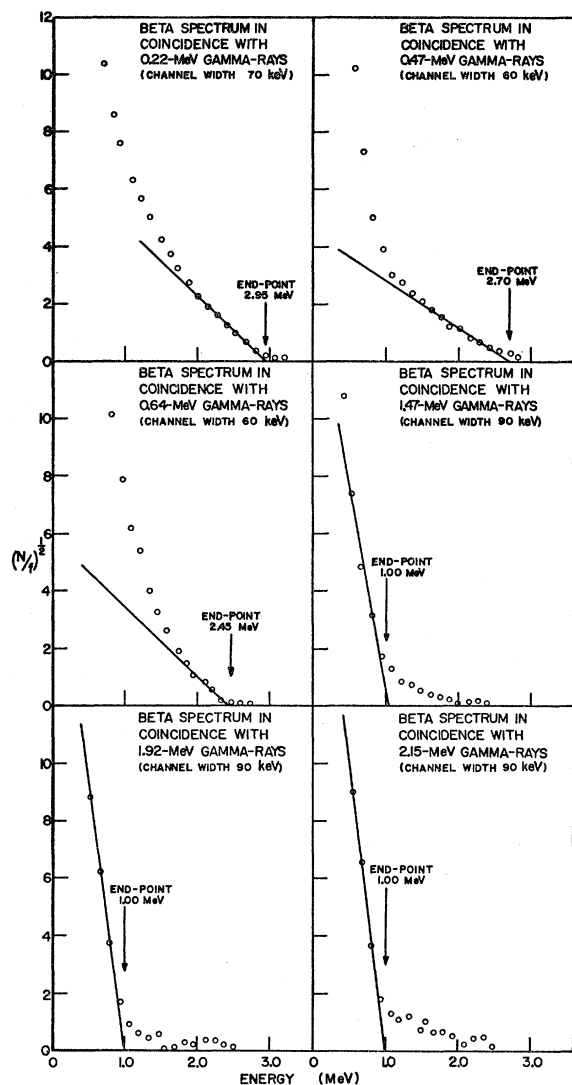 12
10
8
6
4
2
0
BETA SPECTRUM IN
COINCIDENCE WITH
0.22-MeV GAMMA-RAYS
(CHANNEL WIDTH 70 keV)
END-POINT
2.95 MeV
BETA SPECTRUM IN
COINCIDENCE WITH
0.47-MeV GAMMA-RAYS
(CHANNEL WIDTH 60 keV)
END-POINT
2.70 MeV
10
8
6
4
2
0
(N/f)^½
BETA SPECTRUM IN
COINCIDENCE WITH
0.64-MeV GAMMA-RAYS
(CHANNEL WIDTH 60 keV)
END-POINT
2.45 MeV
BETA SPECTRUM IN
COINCIDENCE WITH
1.47-MeV GAMMA-RAYS
(CHANNEL WIDTH 90 keV)
END-POINT
1.00 MeV
10
8
6
4
2
0
BETA SPECTRUM IN
COINCIDENCE WITH
1.92-MeV GAMMA-RAYS
(CHANNEL WIDTH 90 keV)
END-POINT
1.00 MeV
BETA SPECTRUM IN
COINCIDENCE WITH
2.15-MeV GAMMA-RAYS
(CHANNEL WIDTH 90 keV)
END-POINT
1.00 MeV
0 1.0 2.0 3.0 0 1.0 2.0 3.0
ENERGY (MeV)